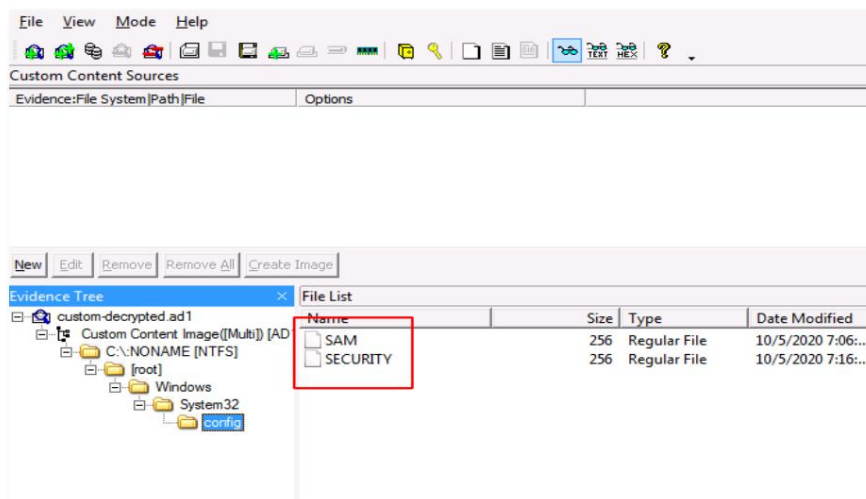 File View Mode Help
TEXT HEX
Custom Content Sources
Evidence:File System|Path|File Options
New Edit Remove Remove All Create Image
Evidence Tree × File List
Name Size Type Date Modified
custom-decrypted.ad1
SAM 256 Regular File 10/5/2020 7:06:..
Custom Content Image([Multi]) [AD1
SECURITY 256 Regular File 10/5/2020 7:16:..
C:\:NONAME [NTFS]
[root]
Windows
System32
config